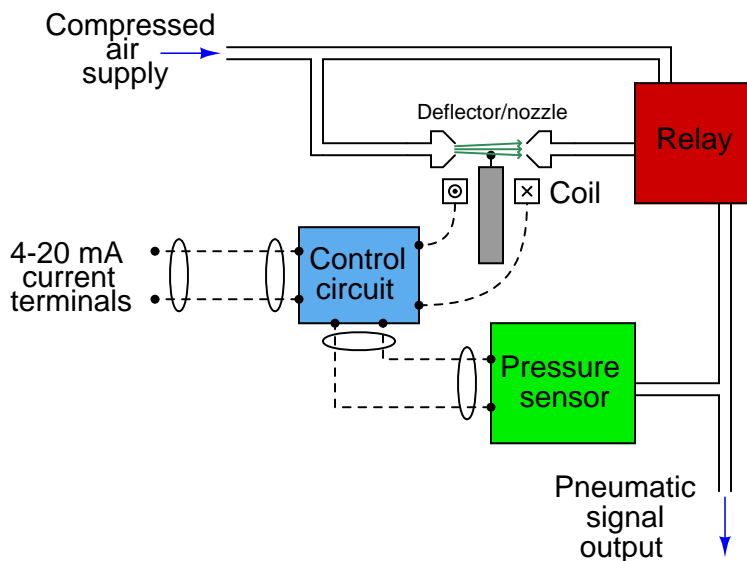 Compressed
air
supply
Deflector/nozzle
Relay
Coil
4-20 mA
current
terminals
Control
circuit
Pressure
sensor
Pneumatic
signal
output